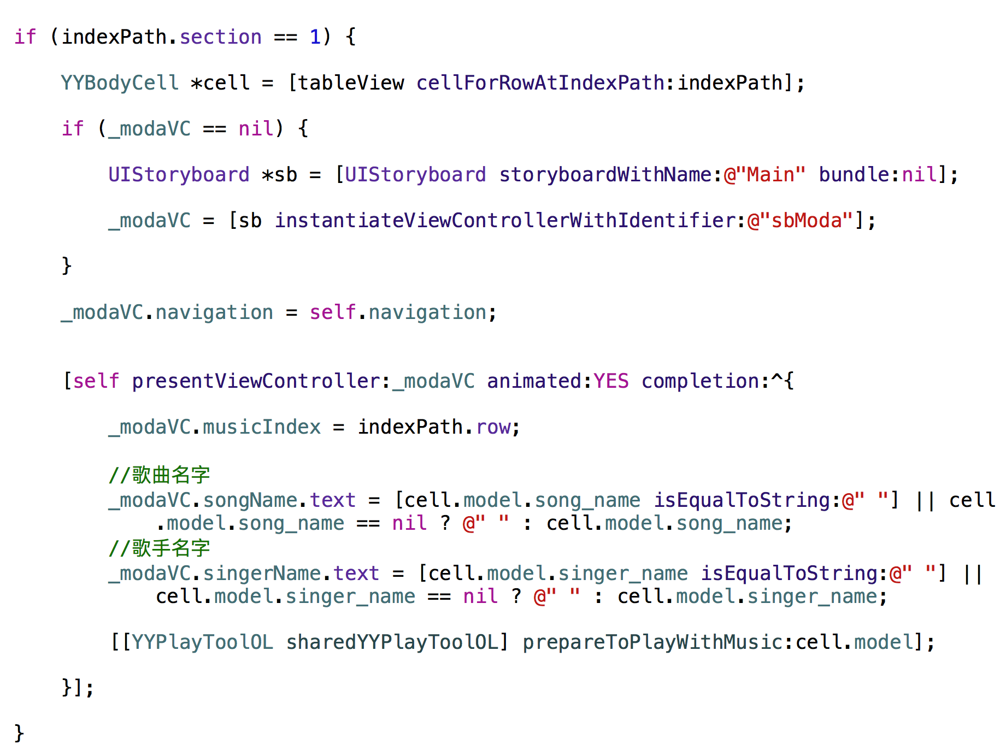 if (indexPath.section == 1) {
YYBodyCell *cell = [tableView cellForRowAtIndexPath:indexPath];
if (_modaVC == nil) {
UIStoryboard *sb = [UIStoryboard storyboardWithName:@"Main" bundle:nil];
_modaVC = [sb instantiateViewControllerWithIdentifier:@"sbModa"];
}
_modaVC.navigation = self.navigation;
[self presentViewController:_modaVC animated:YES completion:^{
_modaVC.musicIndex = indexPath.row;
//歌曲名字
_modaVC.songName.text = [cell.model.song_name isEqualToString:@" "] || cell
.model.song_name == nil ? @" " : cell.model.song_name;
//歌手名字
_modaVC.singerName.text = [cell.model.singer_name isEqualToString:@" "] ||
cell.model.singer_name == nil ? @" " : cell.model.singer_name;
[[YYPlayToolOL sharedYYPlayToolOL] prepareToPlayWithMusic:cell.model];
}];
}